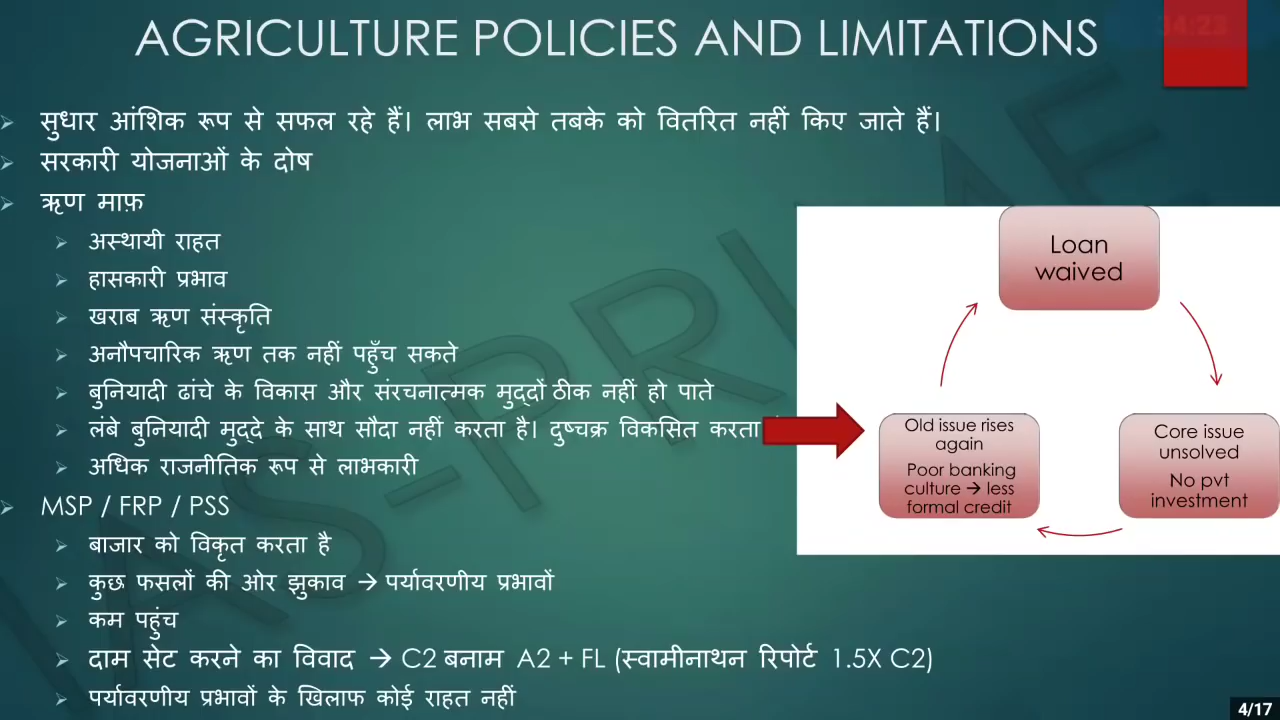 AGRICULTURE POLICIES AND LIMITATIONS
34:23
सुधार आंशिक रूप से सफल रहे हैं। लाभ सबसे तबके को वितरित नहीं किए जाते हैं।
सरकारी योजनाओं के दोष
ऋण माफ़
अस्थायी राहत
हासकारी प्रभाव
खराब ऋण संस्कृति
अनौपचारिक ऋण तक नहीं पहुँच सकते
बुनियादी ढांचे के विकास और संरचनात्मक मुद्दों ठीक नहीं हो पाते
लंबे बुनियादी मुद्दे के साथ सौदा नहीं करता है। दुष्चक्र विकसित करता
अधिक राजनीतिक रूप से लाभकारी
MSP / FRP / PSS
बाजार को विकृत करता है
कुछ फसलों की ओर झुकाव → पर्यावरणीय प्रभावों
कम पहुंच
दाम सेट करने का विवाद → C2 बनाम A2 + FL (स्वामीनाथन रिपोर्ट 1.5X C2)
पर्यावरणीय प्रभावों के खिलाफ कोई राहत नहीं
Loan
waived
Core issue
unsolved
No pvt
investment
Old issue rises
again
Poor banking
culture → less
formal credit
IAS-PRIME
4/17